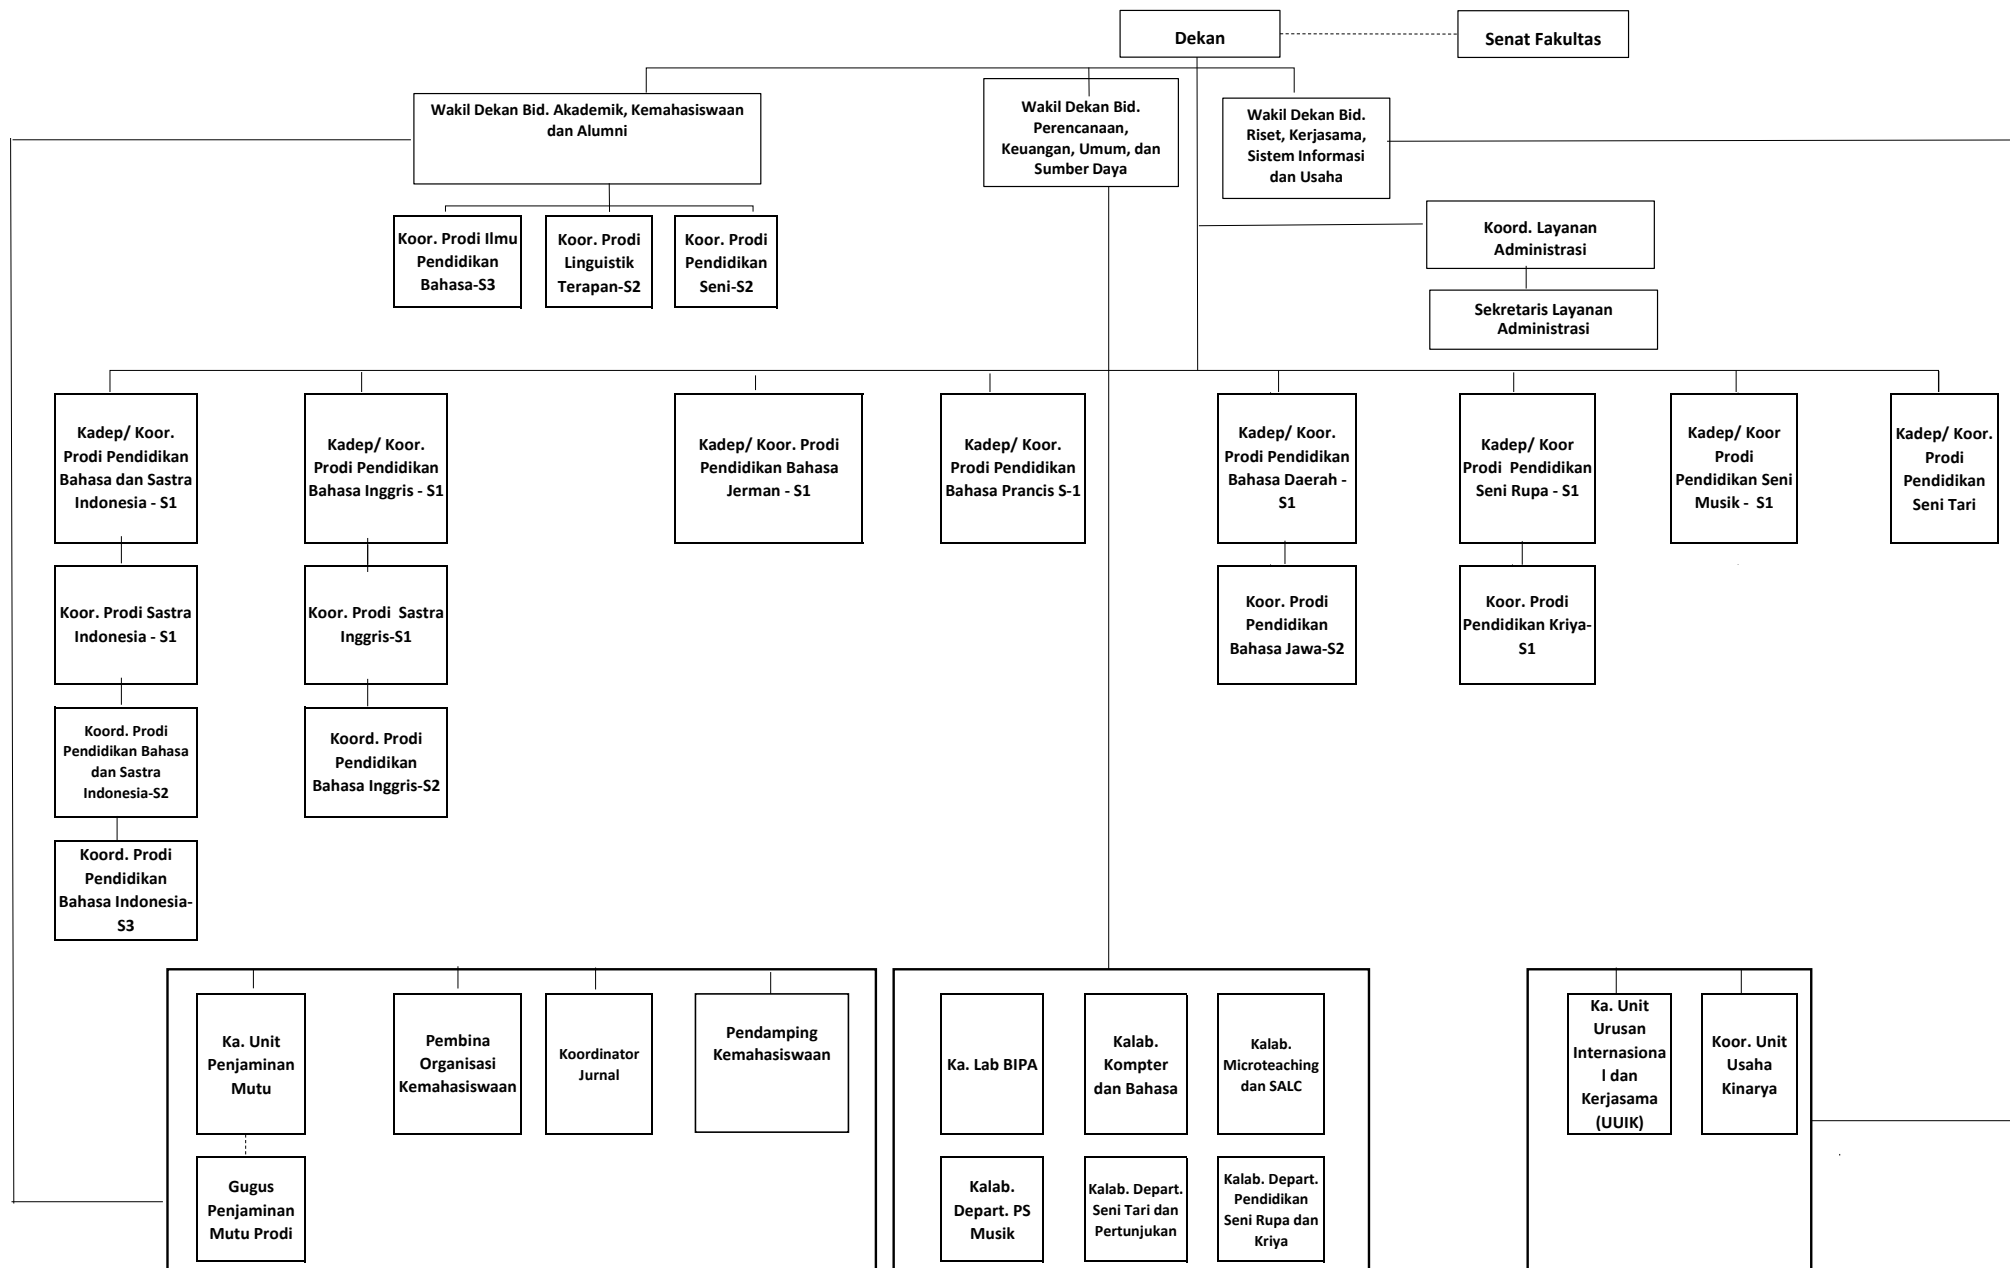 Dekan
Senat Fakultas
Wakil Dekan Bid. Akademik, Kemahasiswaan
dan Alumni
Wakil Dekan Bid.
Perencanaan,
Keuangan, Umum, dan
Sumber Daya
Wakil Dekan Bid.
Riset, Kerjasama,
Sistem Informasi
dan Usaha
Koor. Prodi Ilmu
Pendidikan
Bahasa-S3
Koor. Prodi
Linguistik
Terapan-S2
Koor. Prodi
Pendidikan
Seni-S2
Koord. Layanan
Administrasi
Sekretaris Layanan
Administrasi
Kadep/ Koor.
Prodi Pendidikan
Bahasa dan Sastra
Indonesia - S1
Kadep/ Koor.
Prodi Pendidikan
Bahasa Inggris - S1
Kadep/ Koor. Prodi
Pendidikan Bahasa
Jerman - S1
Kadep/ Koor.
Prodi Pendidikan
Bahasa Prancis S-1
Kadep/ Koor.
Prodi Pendidikan
Bahasa Daerah -
S1
Kadep/ Koor
Prodi  Pendidikan
Seni Rupa - S1
Kadep/ Koor
Prodi
Pendidikan Seni
Musik -  S1
Kadep/ Koor.
Prodi
Pendidikan
Seni Tari
Koor. Prodi Sastra
Indonesia - S1
Koor. Prodi  Sastra
Inggris-S1
Koor. Prodi
Pendidikan
Bahasa Jawa-S2
Koor. Prodi
Pendidikan Kriya-
S1
Koord. Prodi
Pendidikan Bahasa
dan Sastra
Indonesia-S2
Koord. Prodi
Pendidikan
Bahasa Inggris-S2
Koord. Prodi
Pendidikan
Bahasa Indonesia-
S3
Ka. Unit
Penjaminan
Mutu
Pembina
Organisasi
Kemahasiswaan
Koordinator
Jurnal
Pendamping
Kemahasiswaan
Ka. Lab BIPA
Kalab.
Kompter
dan Bahasa
Kalab.
Microteaching
dan SALC
Ka. Unit
Urusan
Internasiona
l dan
Kerjasama
(UUIK)
Koor. Unit
Usaha
Kinarya
Gugus
Penjaminan
Mutu Prodi
Kalab.
Depart. PS
Musik
Kalab. Depart.
Seni Tari dan
Pertunjukan
Kalab. Depart.
Pendidikan
Seni Rupa dan
Kriya